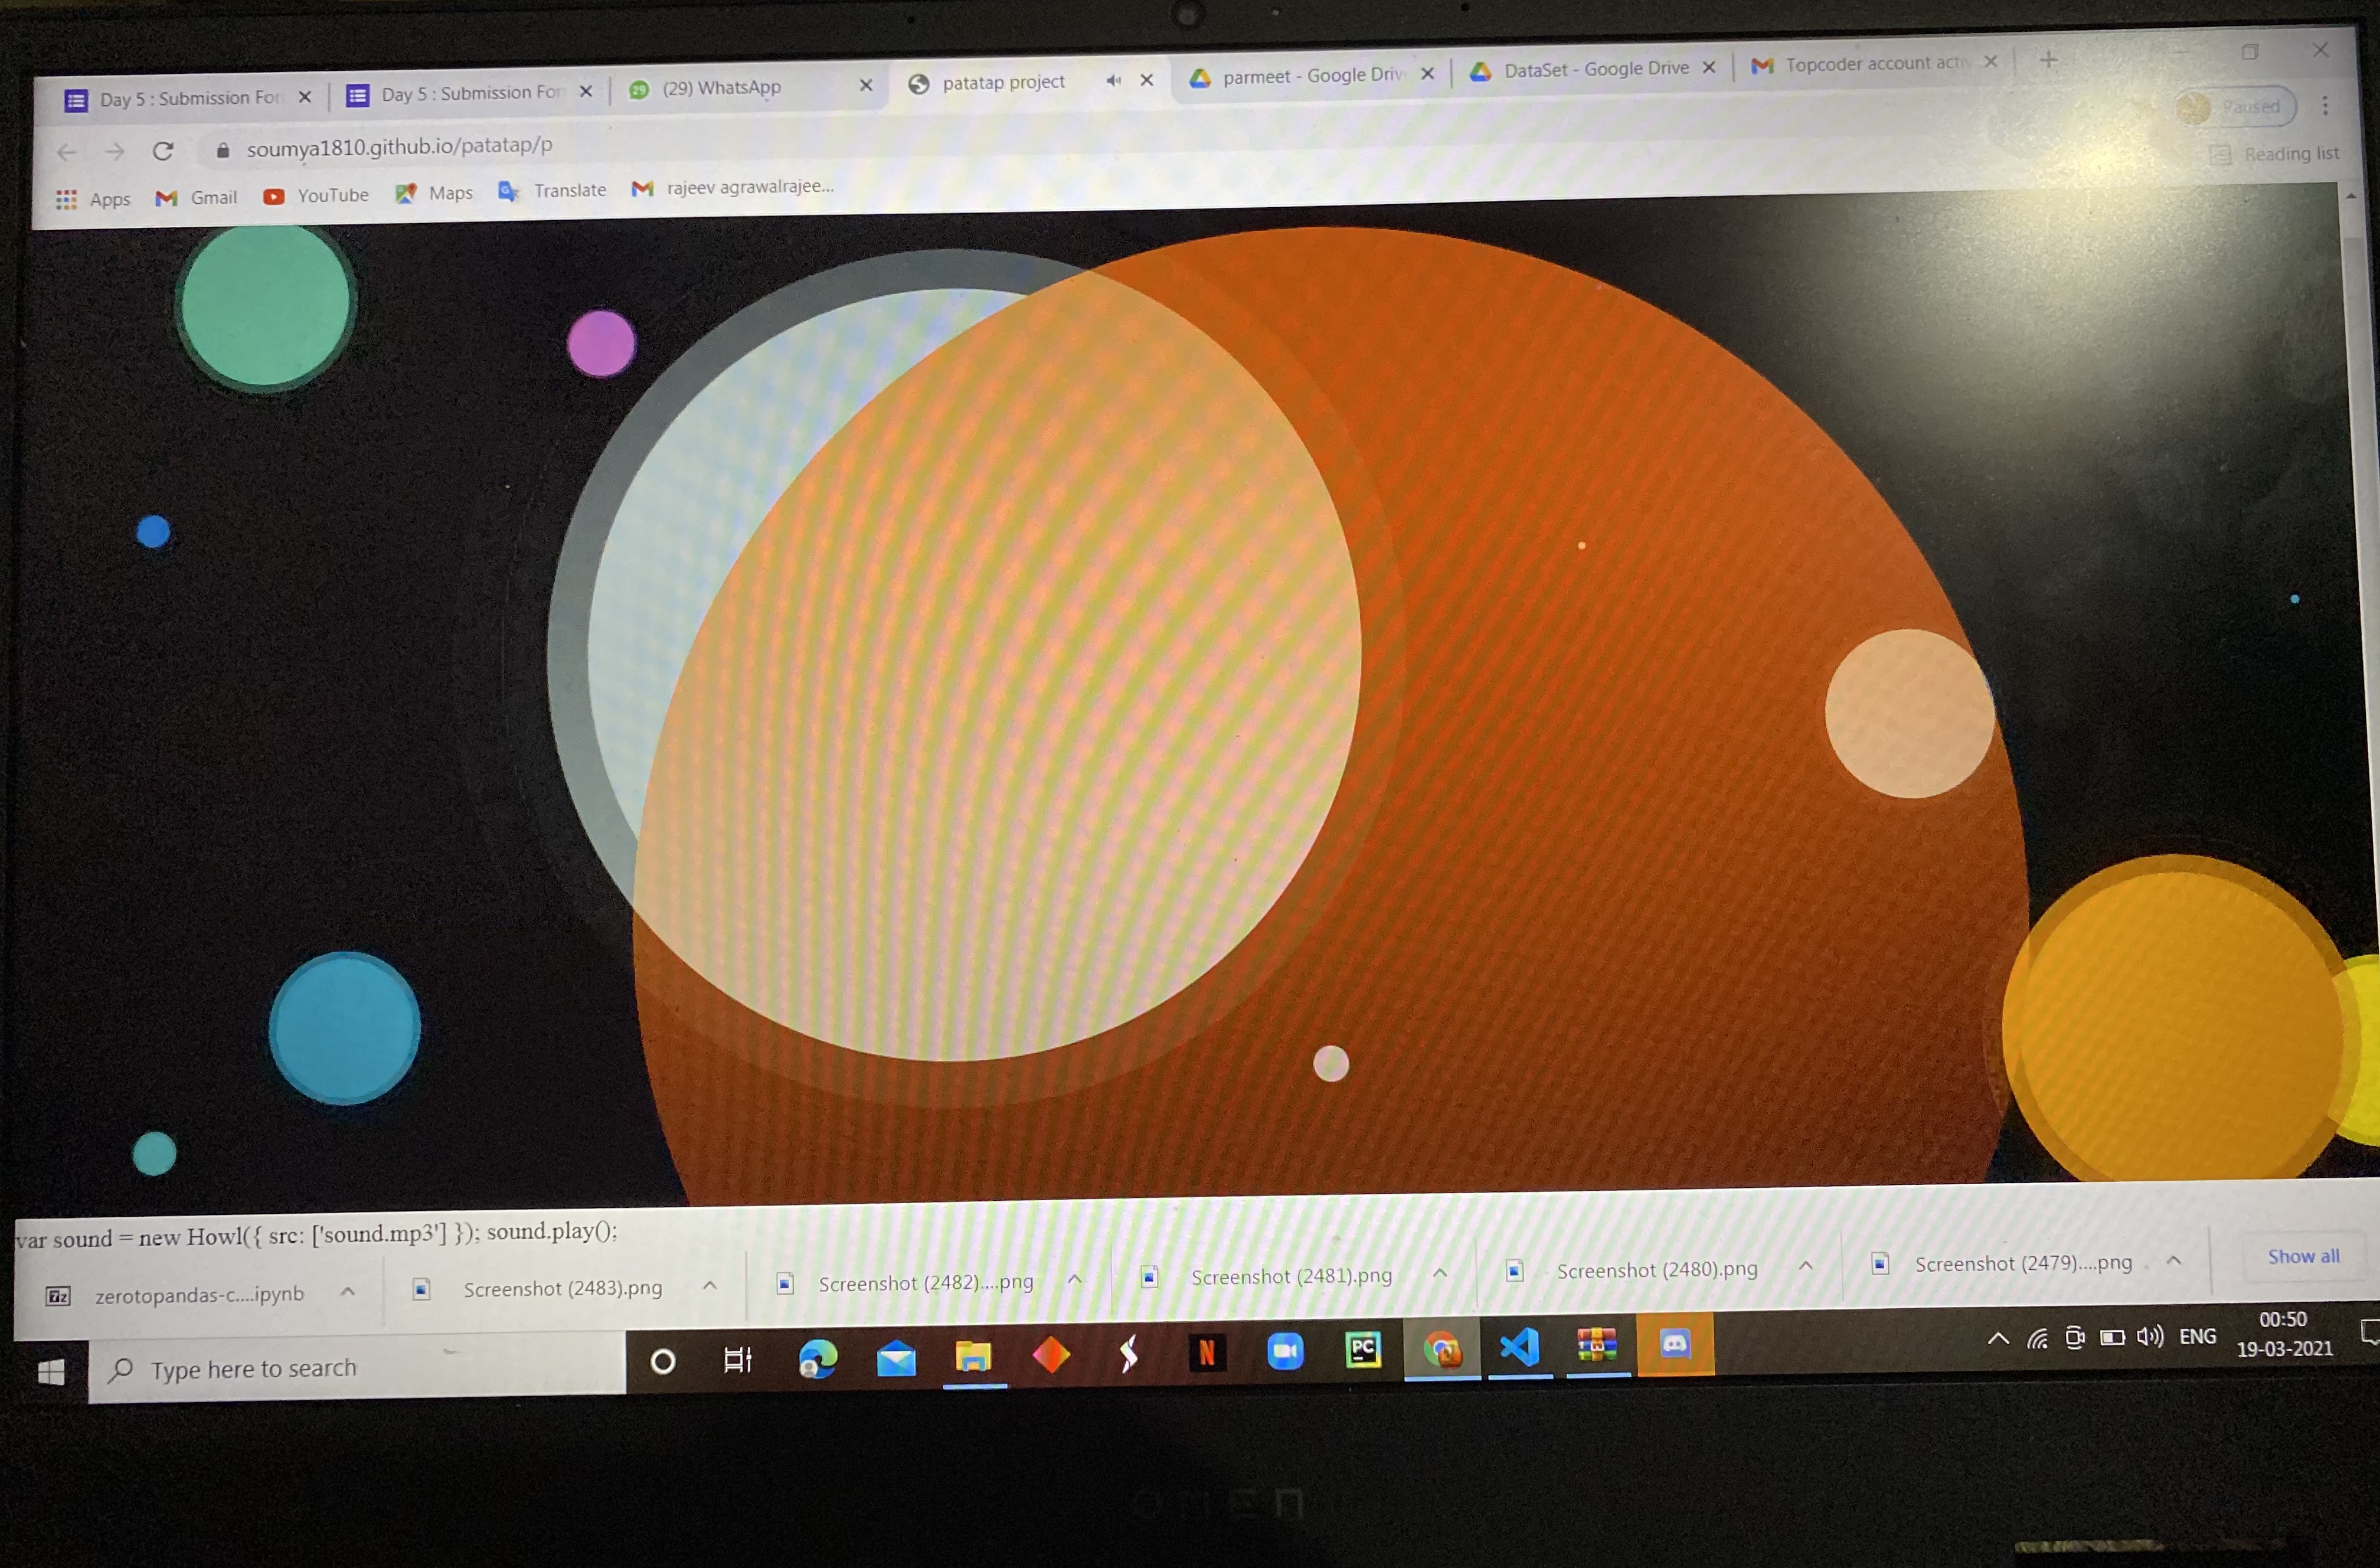 Day 5 : Submission For
Day 5 : Submission For
(29) WhatsApp
patatap project
parmeet - Google Driv
DataSet - Google Drive
Topcoder account acti
soumya1810.github.io/patatap/p
Paused
Apps
Gmail
YouTube
Maps
Translate
rajeev agrawalrajee...
Reading list
var sound = new Howl({ src: ['sound.mp3'] }); sound.play();
zerotopandas-c....ipynb
Screenshot (2483).png
Screenshot (2482)....png
Screenshot (2481).png
Screenshot (2480).png
Screenshot (2479)....png
Show all
Type here to search
PC
ENG
00:50
19-03-2021
OMEN